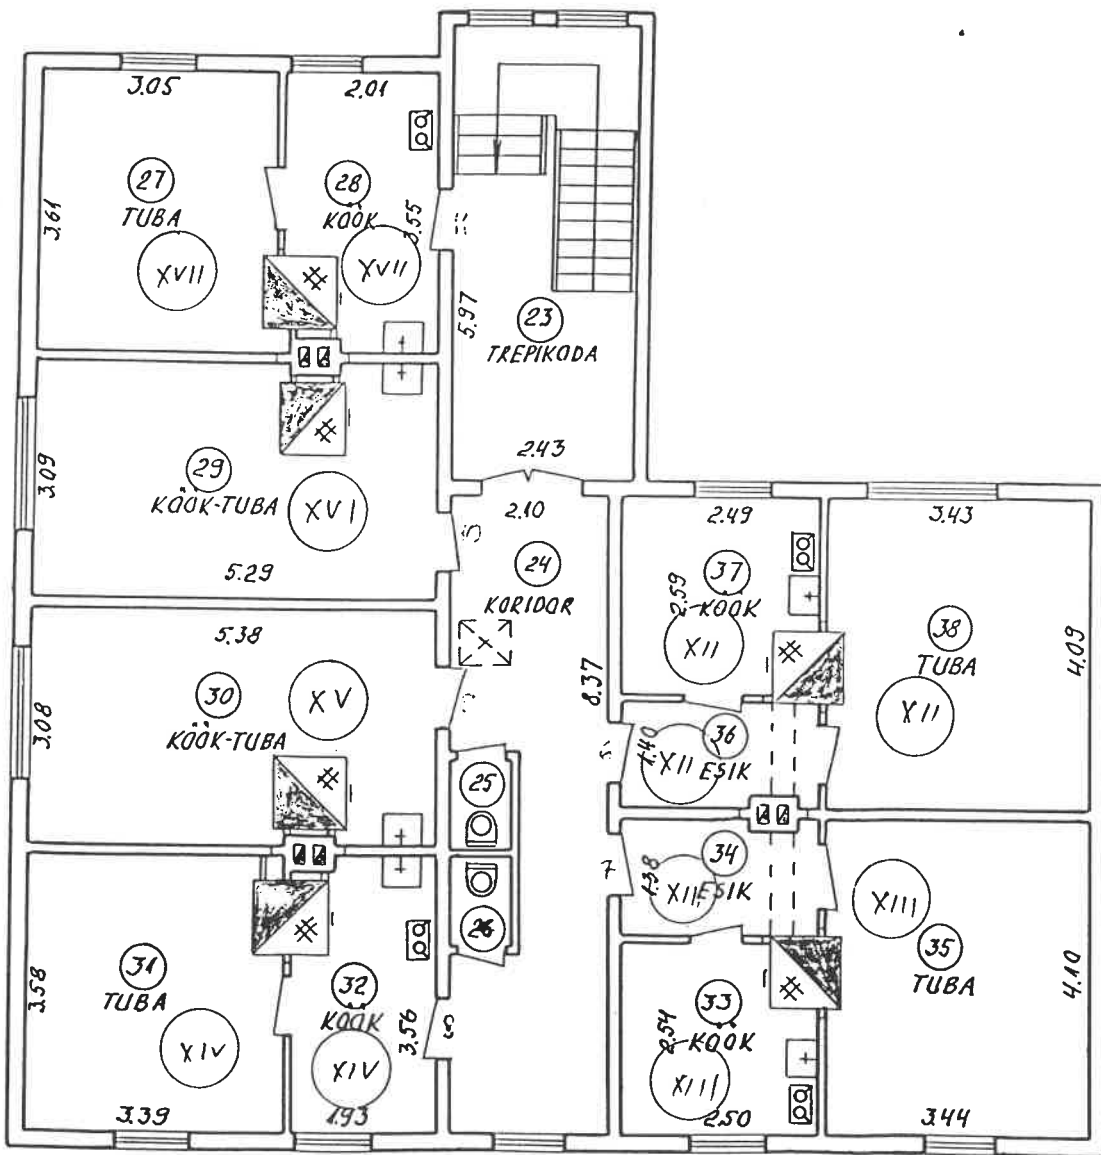 3.05
2.01
27
TUBA
3.61
XVII
28
KÖÖK
3.55
XVII
23
TREPIKODA
5.97
2.43
29
KÖÖK-TUBA
3.09
XVI
5.29
2.10
24
KORIDOR
8.37
2.49
37
KÖÖK
2.59
XII
3.43
38
TUBA
4.09
XII
5.38
30
KÖÖK-TUBA
3.08
XV
25
26
36
ESIK
1.40
XII
34
ESIK
1.38
7
XIII
35
TUBA
4.10
3.44
31
TUBA
3.58
XIV
3.39
32
KÖÖK
3.56
8
XIV
1.93
33
KÖÖK
2.54
XIII
2.50